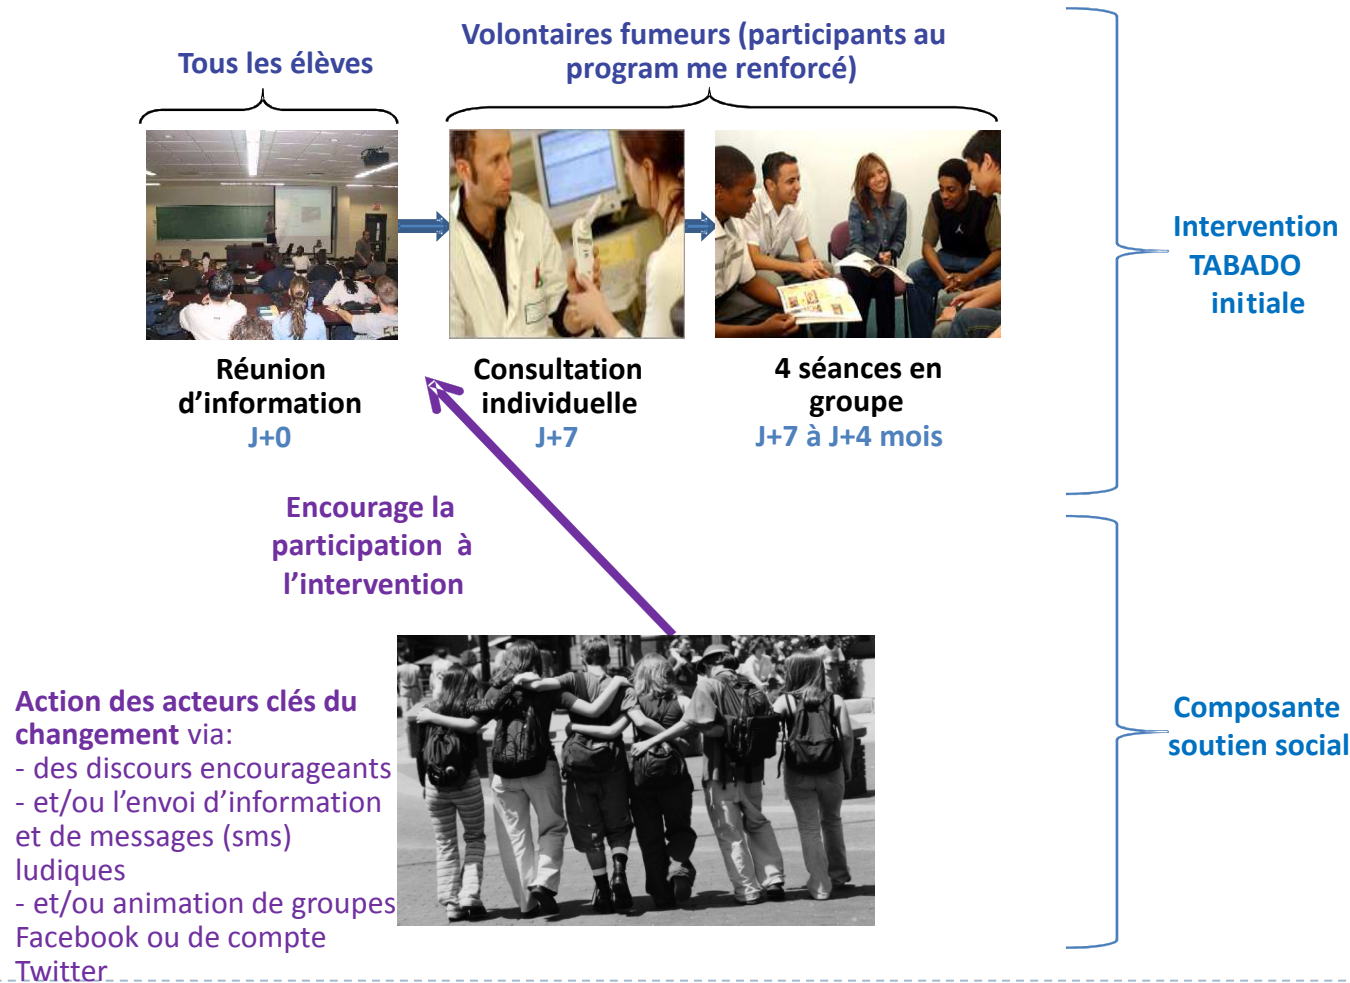 Tous les élèves
Volontaires fumeurs (participants au
program me renforcé)
Réunion
d’information
J+0
Consultation
individuelle
J+7
4 séances en
groupe
J+7 à J+4 mois
Intervention
TABADO
initiale
Encourage la
participation à
l’intervention
Action des acteurs clés du
changement via:
- des discours encourageants
- et/ou l’envoi d’information
et de messages (sms)
ludiques
- et/ou animation de groupes
Facebook ou de compte
Twitter
Composante
soutien social